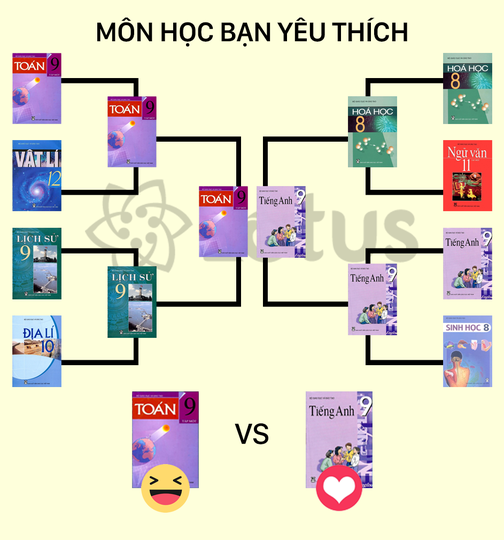 MÔN HỌC BẠN YÊU THÍCH
TOÁN 9
HOÁ HỌC
8
TOÁN 9
HOÁ HỌC
8
VẬT LÍ
12
Ngữ văn
11
TOÁN 9
Tiếng Anh 9
Lotus
LỊCH SỬ
9
Tiếng Anh 9
LỊCH SỬ
9
Tiếng Anh 9
ĐỊA LÍ
10
SINH HỌC 8
TOÁN 9
Tiếng Anh 9
VS